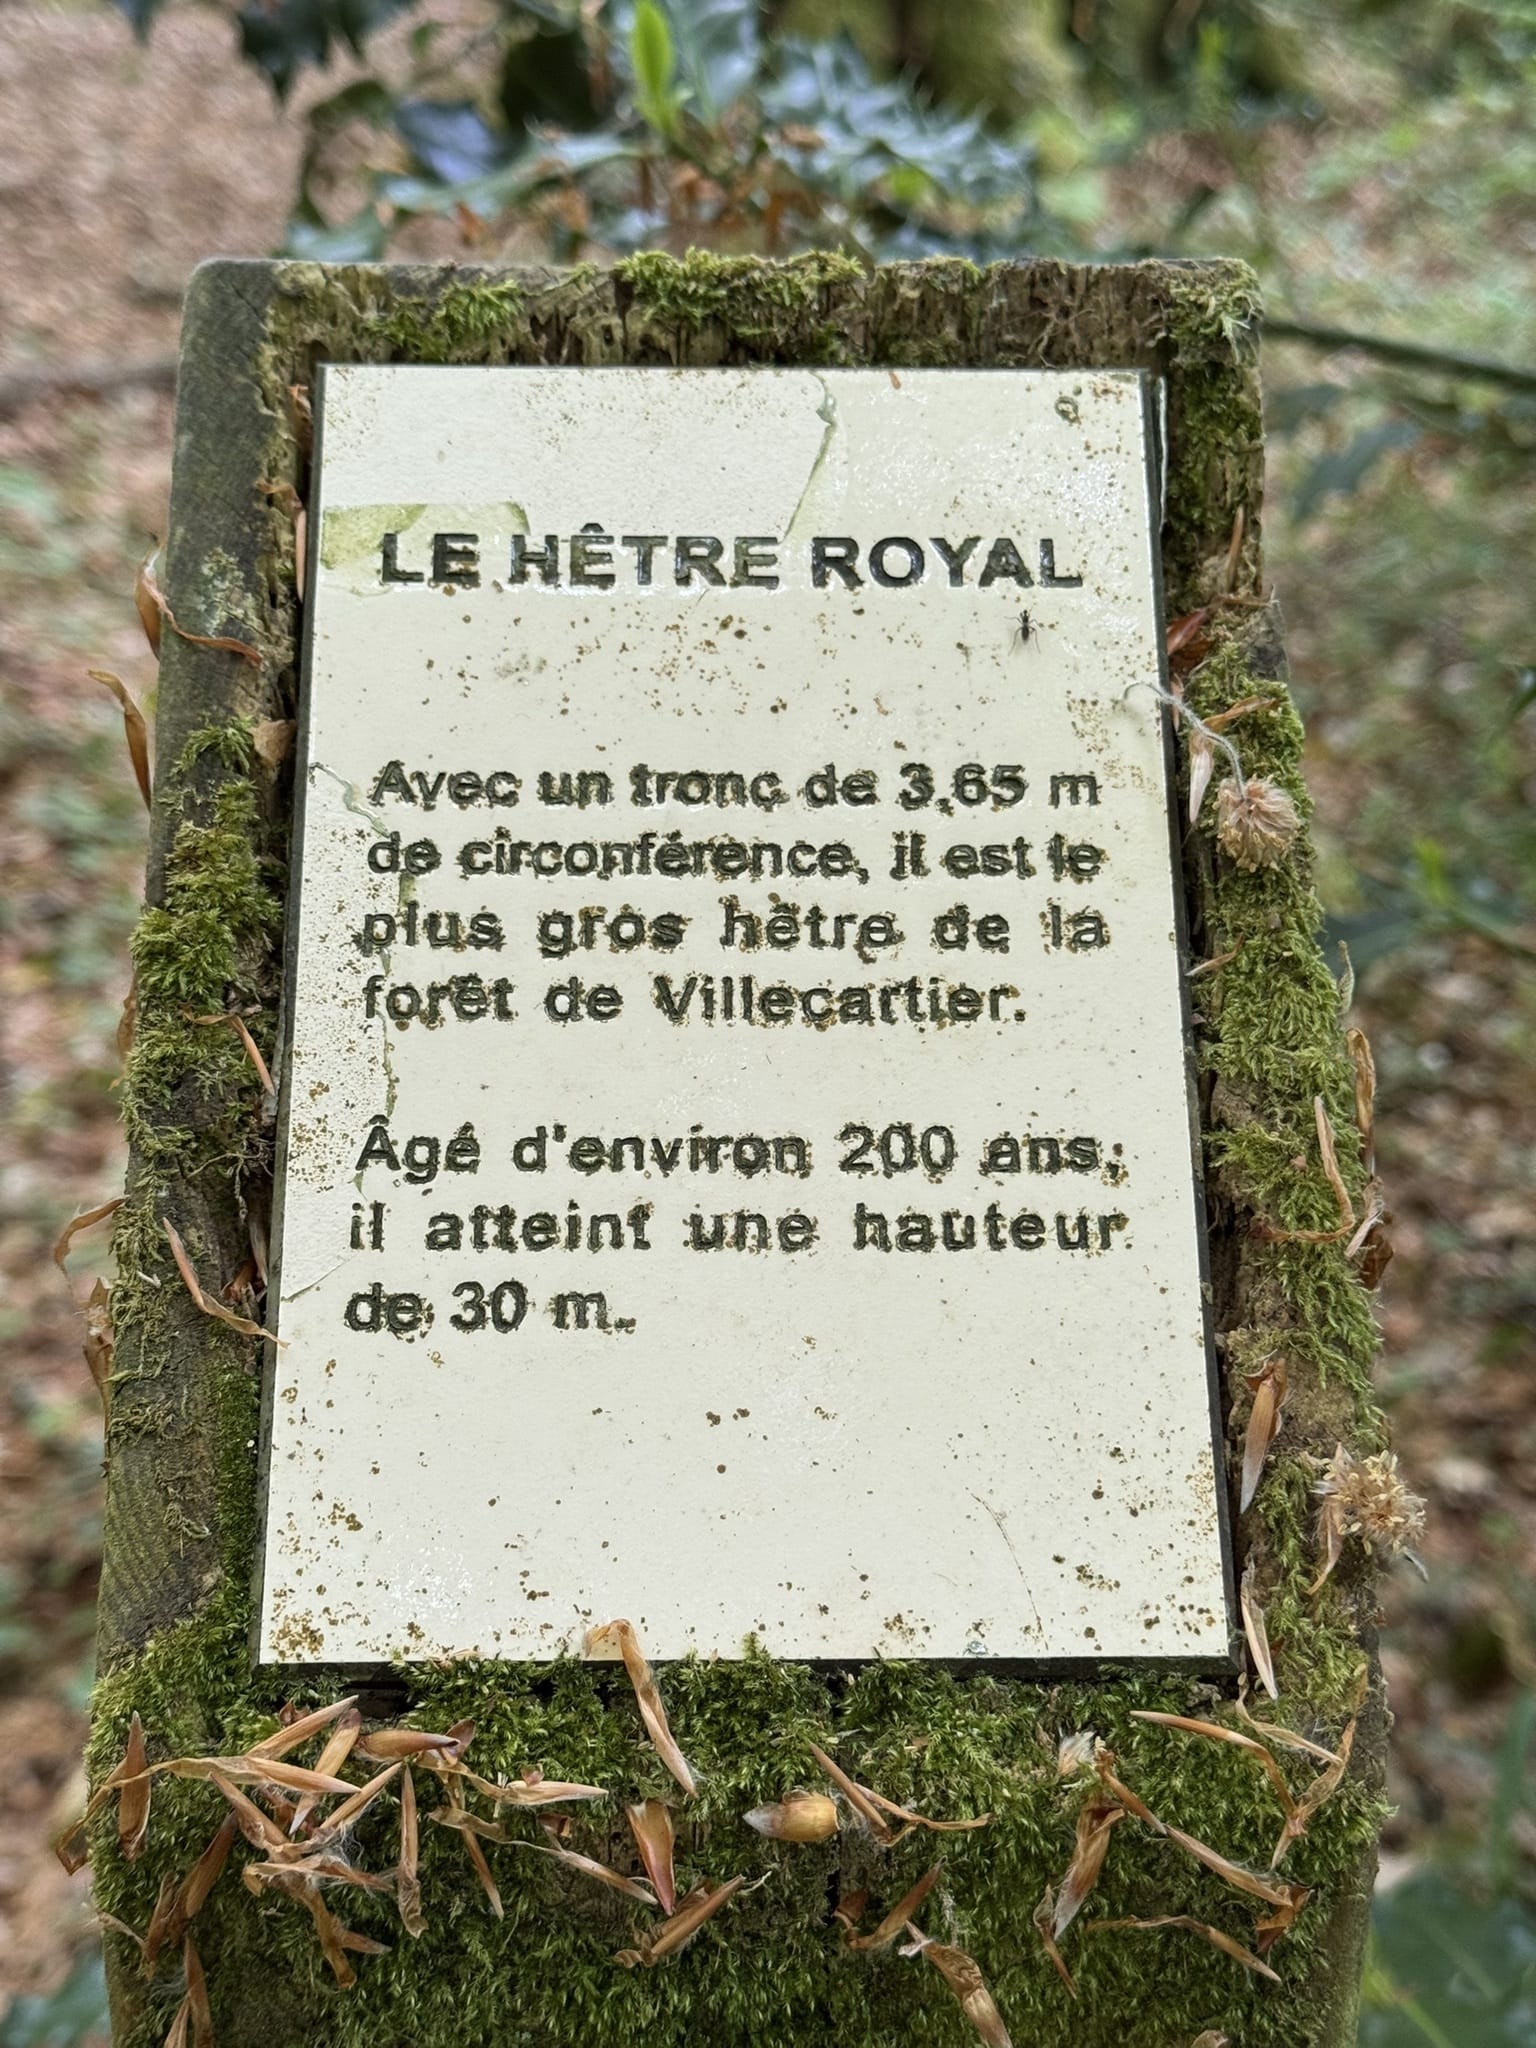 LE HÊTRE ROYAL
Avec un tronc de 3,65 m
de circonférence, il est le
plus gros hêtre de la
forêt de Villecartier.
Âgé d'environ 200 ans,
il atteint une hauteur
de 30 m.